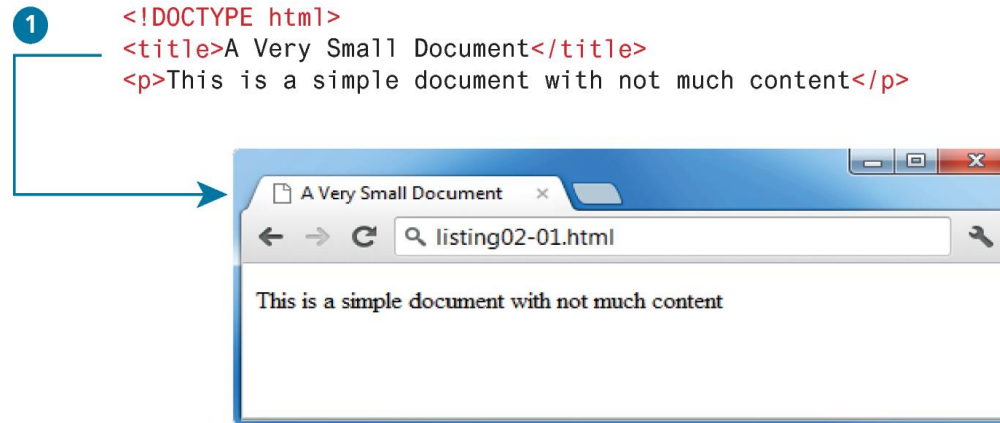 1
<!DOCTYPE html>
<title>A Very Small Document</title>
<p>This is a simple document with not much content</p>
A Very Small Document
listing02-01.html
This is a simple document with not much content